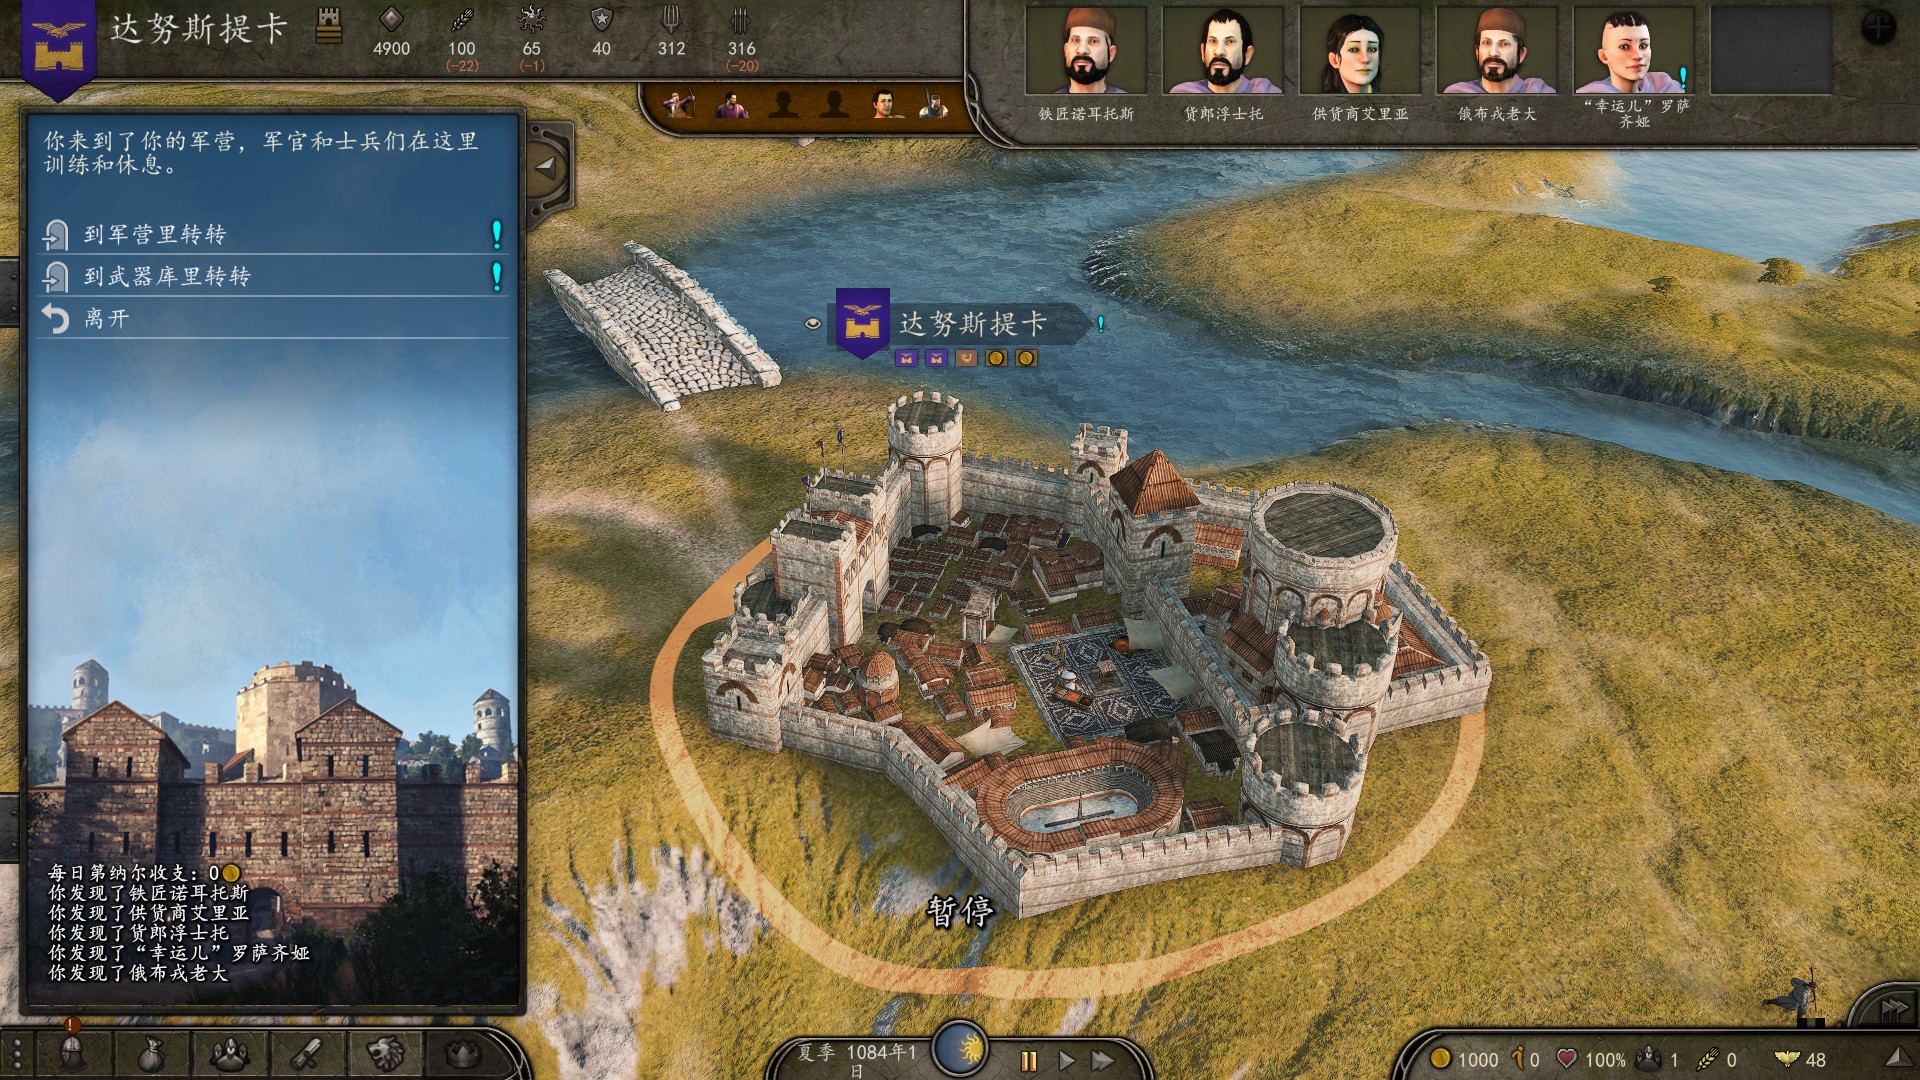 达努斯提卡
4900
100
(-22)
65
(-1)
40
312
316
(-20)
铁匠诺耳托斯
货郎浮士托
供货商艾里亚
俄布戎老大
“幸运儿”罗萨
齐娅
你来到了你的军营，军官和士兵们在这里
训练和休息。
到军营里转转
到武器库里转转
离开
达努斯提卡
每日第纳尔收支：0
你发现了铁匠诺耳托斯
你发现了供货商艾里亚
你发现了货郎浮士托
你发现了“幸运儿”罗萨齐娅
你发现了俄布戎老大
暂停
夏季 1084年1
日
1000
0
100%
1
0
48